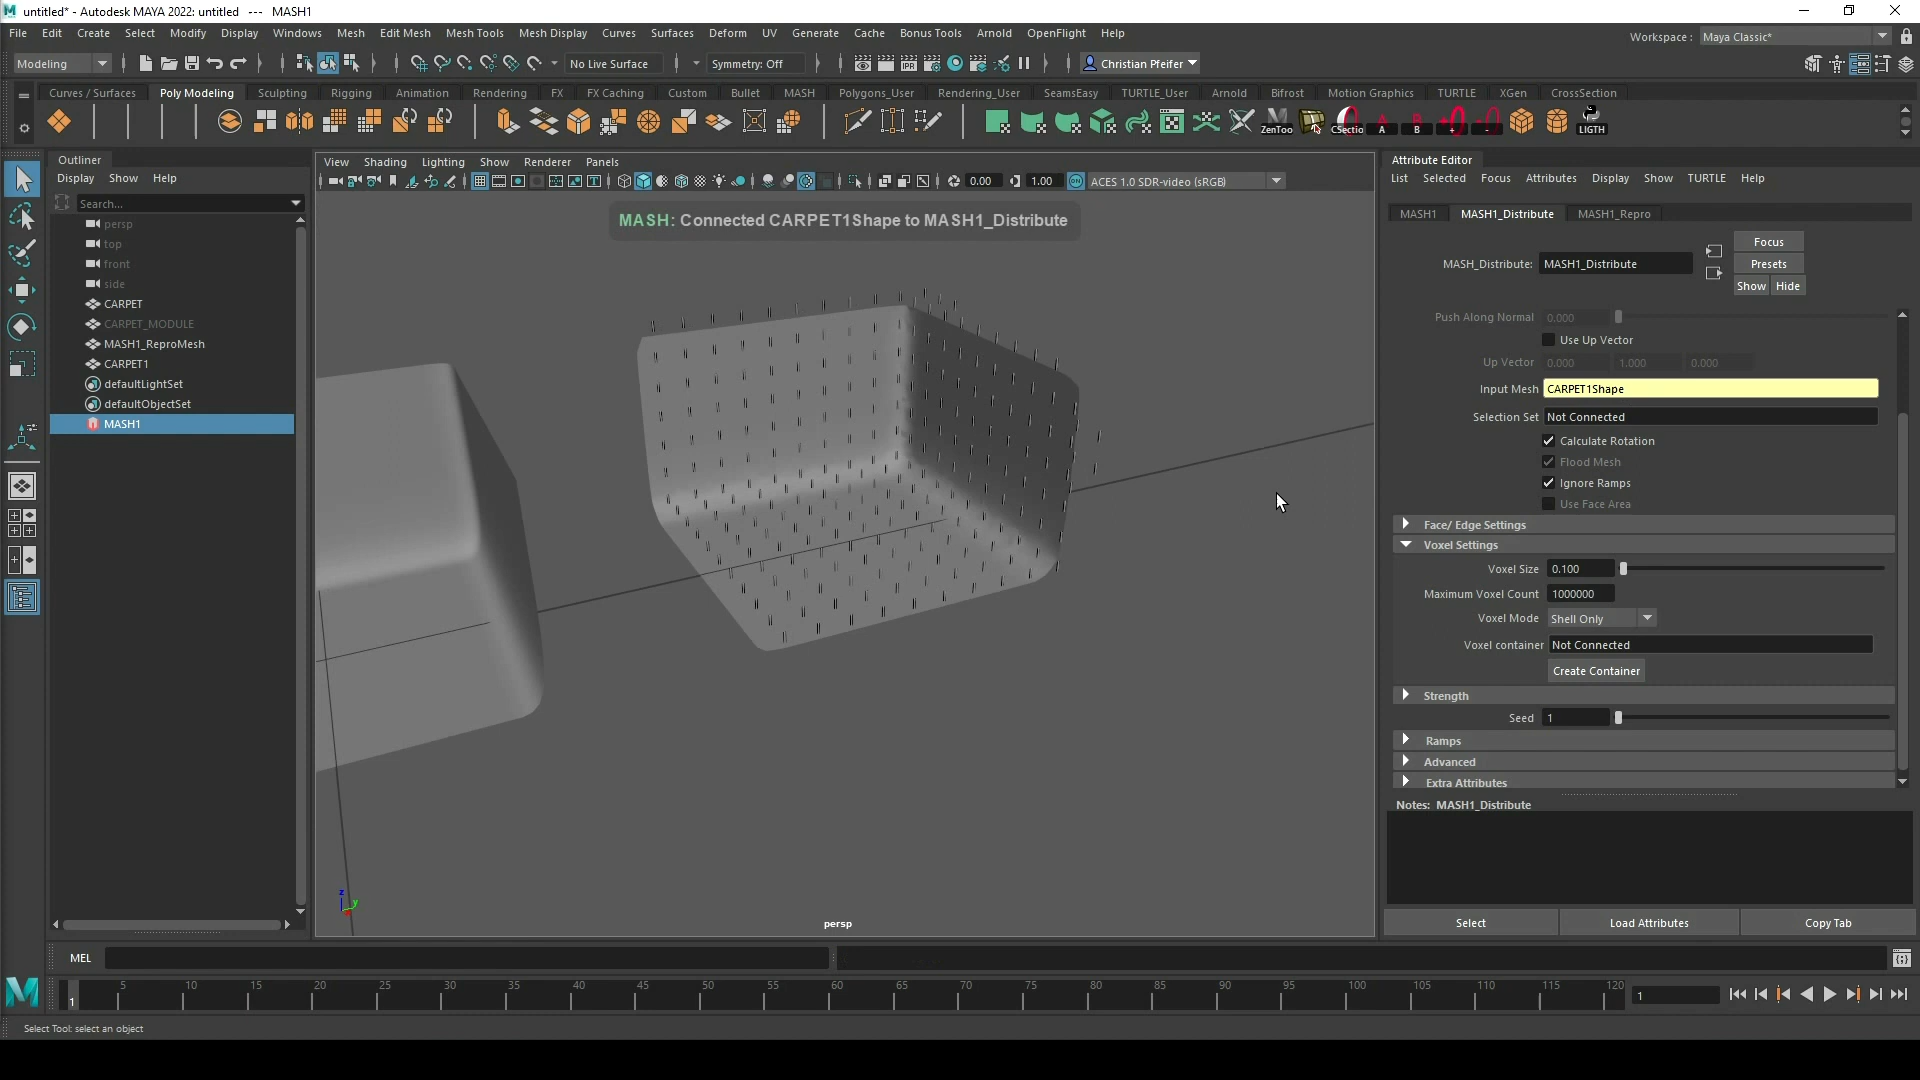 untitled* - Autodesk MAYA 2022: untitled --- MASH1
File Edit Create Select Modify Display Windows Mesh Edit Mesh Mesh Tools Mesh Display Curves Surfaces Deform UV Generate Cache Bonus Tools Arnold OpenFlight Help
Workspace : Maya Classic*
Modeling No Live Surface Symmetry: Off Christian Pfeifer
Curves / Surfaces Poly Modeling Sculpting Rigging Animation Rendering FX FX Caching Custom Bullet MASH Polygons_User Rendering_User SeamsEasy TURTLE_User Arnold Bifrost Motion Graphics TURTLE XGen CrossSection
IPR
ZenToo CSectio A B + - LIGTH
Outliner
Display Show Help
Search...
persp
top
front
side
CARPET
CARPET_MODULE
MASH1_ReproMesh
CARPET1
defaultLightSet
defaultObjectSet
MASH1
View Shading Lighting Show Renderer Panels
0.00 1.00 ACES 1.0 SDR-video (sRGB)
MASH: Connected CARPET1Shape to MASH1_Distribute
z
y
persp
Attribute Editor
List Selected Focus Attributes Display Show TURTLE Help
MASH1 MASH1_Distribute MASH1_Repro
MASH_Distribute: MASH1_Distribute
Focus
Presets
Show Hide
Push Along Normal 0.000
Use Up Vector
Up Vector 0.000 1.000 0.000
Input Mesh CARPET1Shape
Selection Set Not Connected
Calculate Rotation
Flood Mesh
Ignore Ramps
Use Face Area
Face/ Edge Settings
Voxel Settings
Voxel Size 0.100
Maximum Voxel Count 1000000
Voxel Mode Shell Only
Voxel container Not Connected
Create Container
Strength
Seed 1
Ramps
Advanced
Extra Attributes
Notes: MASH1_Distribute
Select Load Attributes Copy Tab
MEL
1 5 10 15 20 25 30 35 40 45 50 55 60 65 70 75 80 85 90 95 100 105 110 115 120 1
Select Tool: select an object